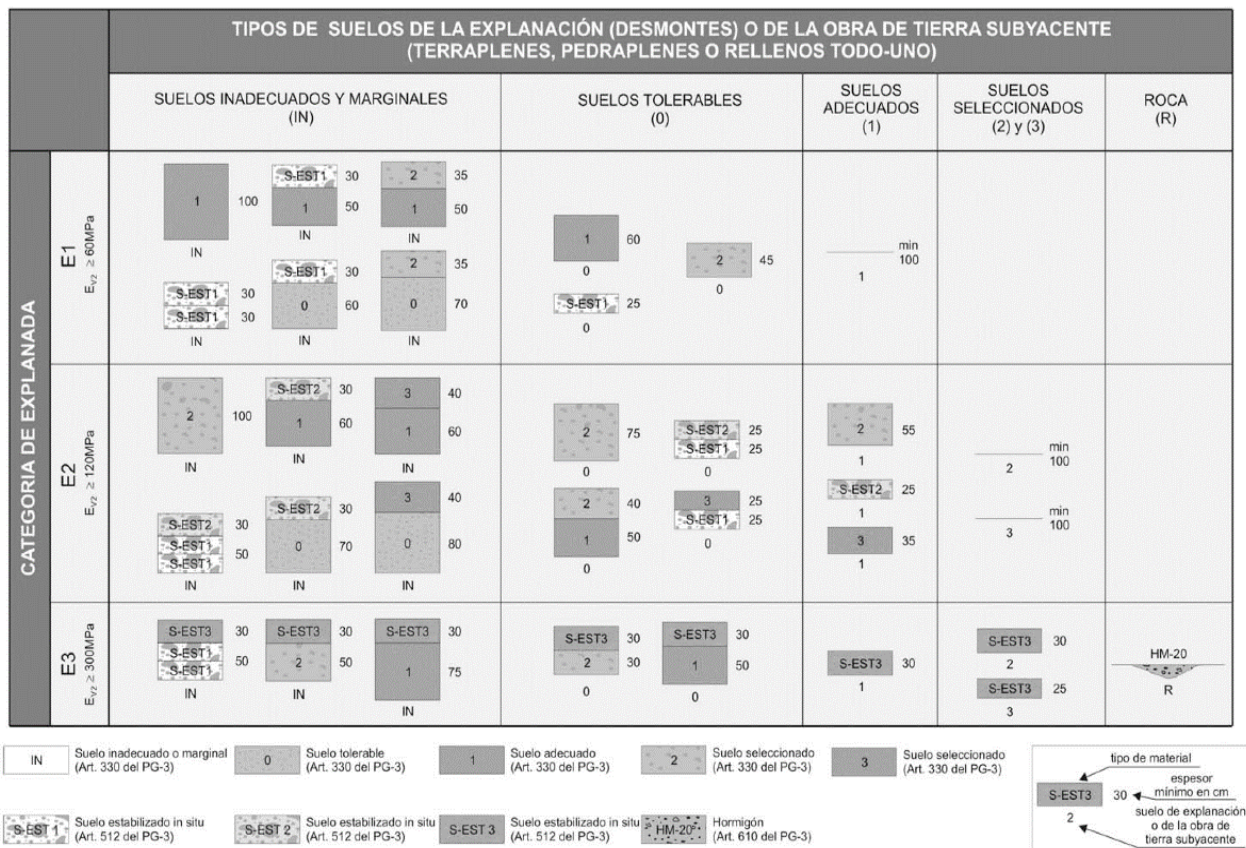 TIPOS DE SUELOS DE LA EXPLANACIÓN (DESMONTES) O DE LA OBRA DE TIERRA SUBYACENTE
(TERRAPLENES, PEDRAPLENES O RELLENOS TODO-UNO)
SUELOS INADECUADOS Y MARGINALES
(IN)
SUELOS TOLERABLES
(0)
SUELOS
ADECUADOS
(1)
SUELOS
SELECCIONADOS
(2) y (3)
ROCA
(R)
CATEGORIA DE EXPLANADA
E1
EV2 ≥ 60MPa
1 100
IN
S-EST1 30
1 50
IN
2 35
1 50
IN
S-EST1 30
S-EST1 30
IN
S-EST1 30
0 60
IN
2 35
0 70
IN
1 60
0
2 45
0
S-EST1 25
0
min
100
1
E2
EV2 ≥ 120MPa
2 100
IN
S-EST2 30
1 60
IN
3 40
1 60
IN
S-EST2 30
S-EST1 50
S-EST1
IN
S-EST2 30
0 70
IN
3 40
0 80
IN
2 75
0
S-EST2 25
S-EST1 25
0
2 40
1 50
0
3 25
S-EST1 25
0
2 55
1
S-EST2 25
1
3 35
1
min
100
2
min
100
3
E3
EV2 ≥ 300MPa
S-EST3 30
S-EST1 50
S-EST1
IN
S-EST3 30
2 50
IN
S-EST3 30
1 75
IN
S-EST3 30
2 30
0
S-EST3 30
1 50
0
S-EST3 30
1
S-EST3 30
2
S-EST3 25
3
HM-20
R
IN Suelo inadecuado o marginal
(Art. 330 del PG-3)
0 Suelo tolerable
(Art. 330 del PG-3)
1 Suelo adecuado
(Art. 330 del PG-3)
2 Suelo seleccionado
(Art. 330 del PG-3)
3 Suelo seleccionado
(Art. 330 del PG-3)
S-EST 1 Suelo estabilizado in situ
(Art. 512 del PG-3)
S-EST 2 Suelo estabilizado in situ
(Art. 512 del PG-3)
S-EST 3 Suelo estabilizado in situ
(Art. 512 del PG-3)
HM-20 Hormigón
(Art. 610 del PG-3)
tipo de material
S-EST3 30
espesor
mínimo en cm
2
suelo de explanación
o de la obra de
tierra subyacente